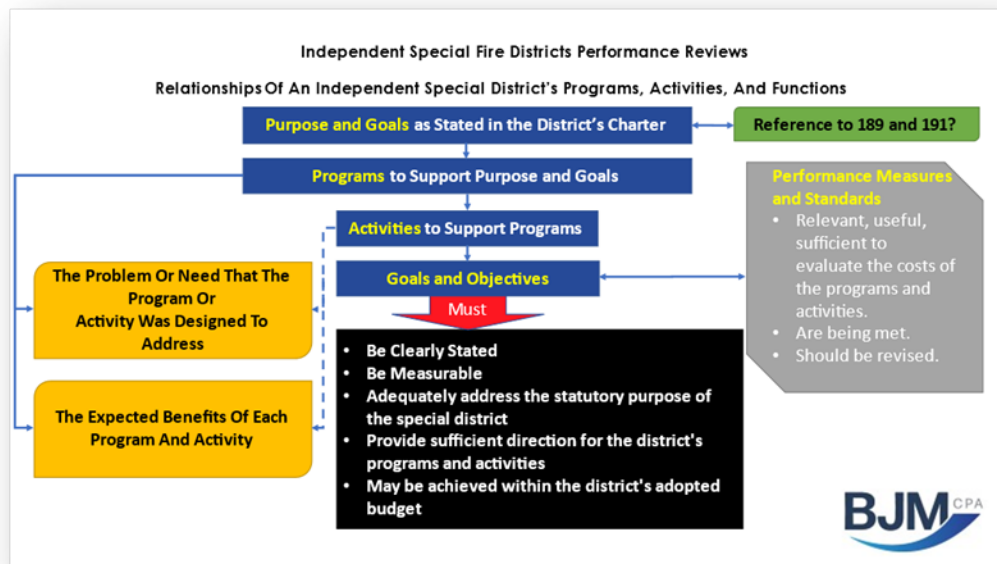 Independent Special Fire Districts Performance Reviews
Relationships Of An Independent Special District's Programs, Activities, And Functions
Purpose and Goals as Stated in the District's Charter
Reference to 189 and 191?
Programs to Support Purpose and Goals
Activities to Support Programs
Goals and Objectives
Must
The Problem Or Need That The
Program Or
Activity Was Designed To
Address
The Expected Benefits Of Each
Program And Activity
• Be Clearly Stated
• Be Measurable
• Adequately address the statutory purpose of
the special district
• Provide sufficient direction for the district's
programs and activities
• May be achieved within the district's adopted
budget
Performance Measures
and Standards
• Relevant, useful,
sufficient to
evaluate the costs of
the programs and
activities.
• Are being met.
• Should be revised.
BJM CPA